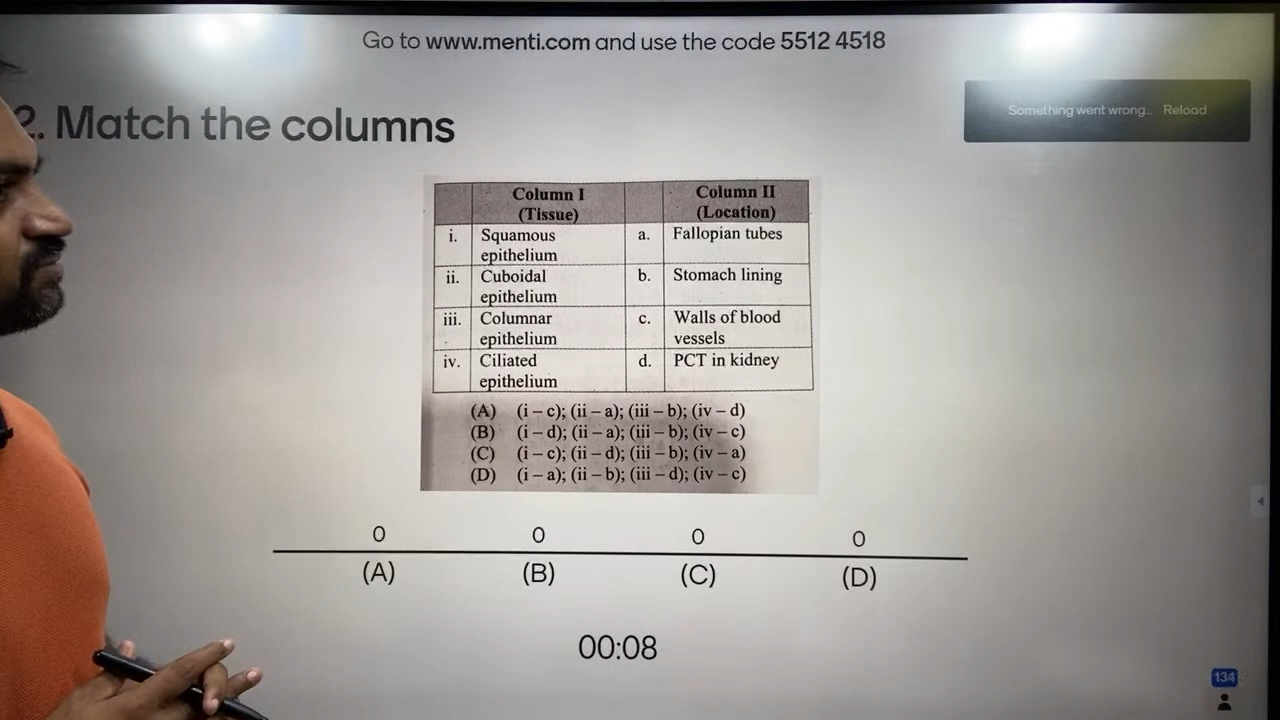 Go to www.menti.com and use the code 5512 4518
Something went wrong... Reload
2. Match the columns
Column I
(Tissue)
Column II
(Location)
i. Squamous
epithelium
a. Fallopian tubes
ii. Cuboidal
epithelium
b. Stomach lining
iii. Columnar
epithelium
c. Walls of blood
vessels
iv. Ciliated
epithelium
d. PCT in kidney
(A) (i – c); (ii – a); (iii – b); (iv – d)
(B) (i – d); (ii – a); (iii – b); (iv – c)
(C) (i – c); (ii – d); (iii – b); (iv – a)
(D) (i – a); (ii – b); (iii – d); (iv – c)
0 0 0 0
(A) (B) (C) (D)
00:08
134